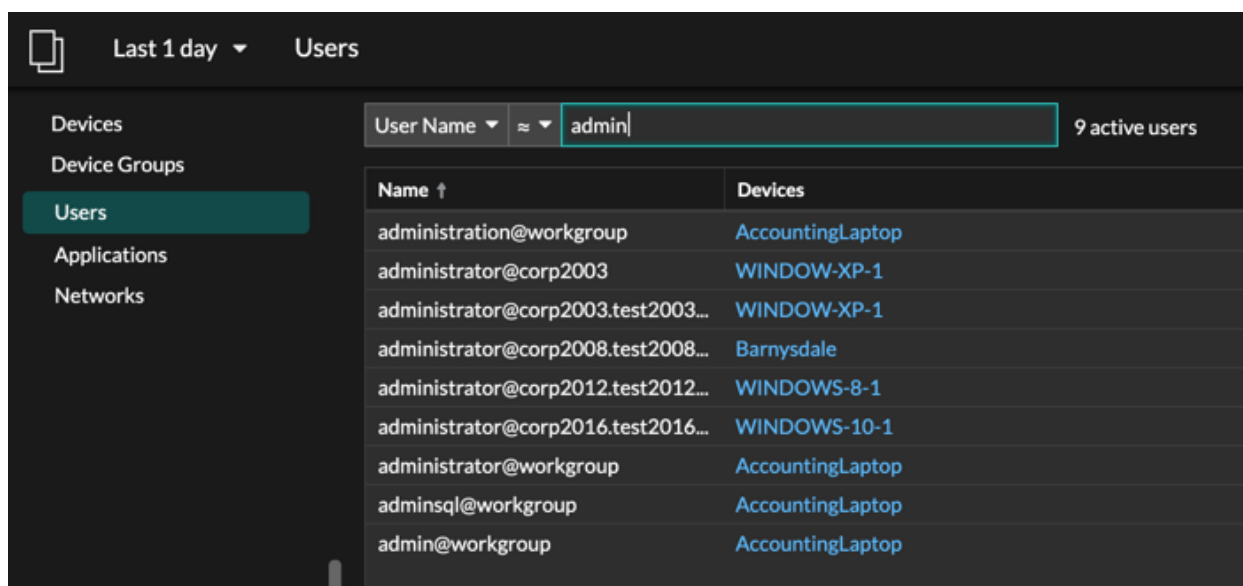 Last 1 day Users
Devices
Device Groups
Users
Applications
Networks
User Name ≈ admin 9 active users
Name ↑ Devices
administration@workgroup AccountingLaptop
administrator@corp2003 WINDOW-XP-1
administrator@corp2003.test2003... WINDOW-XP-1
administrator@corp2008.test2008... Barnysdale
administrator@corp2012.test2012... WINDOWS-8-1
administrator@corp2016.test2016... WINDOWS-10-1
administrator@workgroup AccountingLaptop
adminsql@workgroup AccountingLaptop
admin@workgroup AccountingLaptop